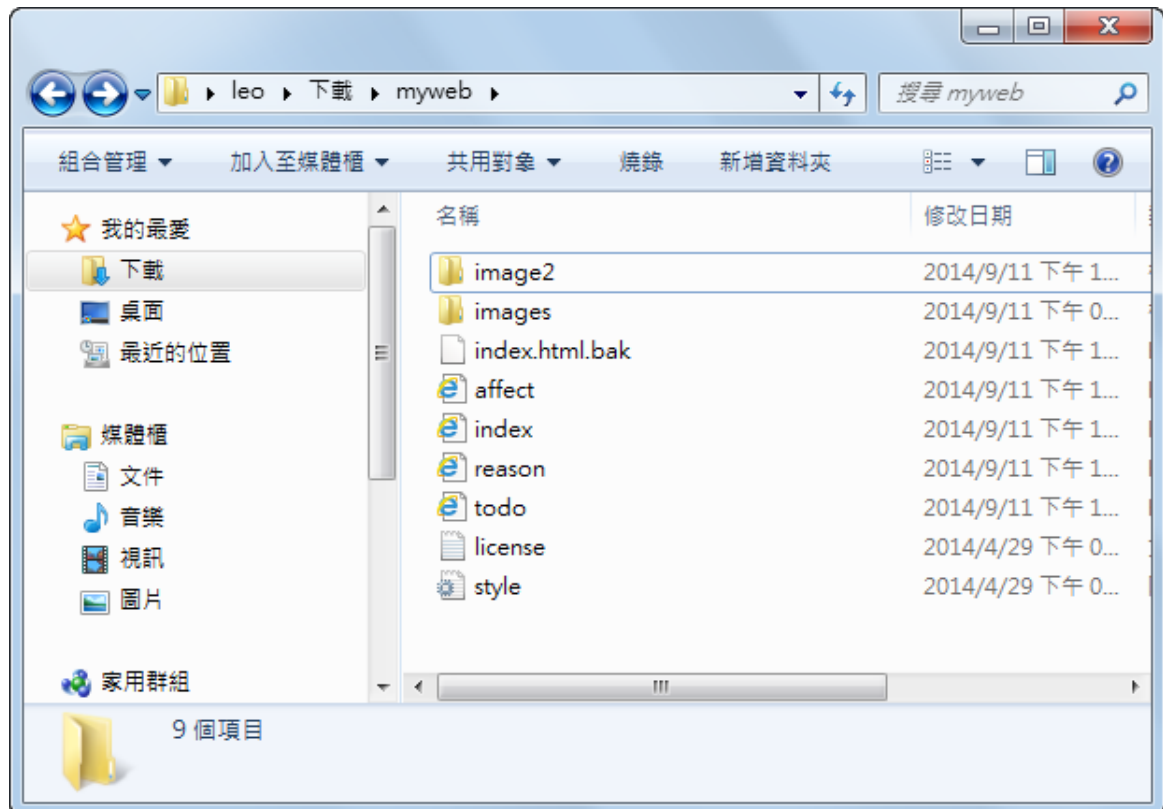 leo 下載 myweb
搜尋 myweb
組合管理 加入至媒體櫃 共用對象 燒錄 新增資料夾
我的最愛
下載
桌面
最近的位置
媒體櫃
文件
音樂
視訊
圖片
家用群組
名稱 修改日期
image2 2014/9/11 下午 1...
images 2014/9/11 下午 0...
index.html.bak 2014/9/11 下午 1...
affect 2014/9/11 下午 1...
index 2014/9/11 下午 1...
reason 2014/9/11 下午 1...
todo 2014/9/11 下午 1...
license 2014/4/29 下午 0...
style 2014/4/29 下午 0...
9 個項目